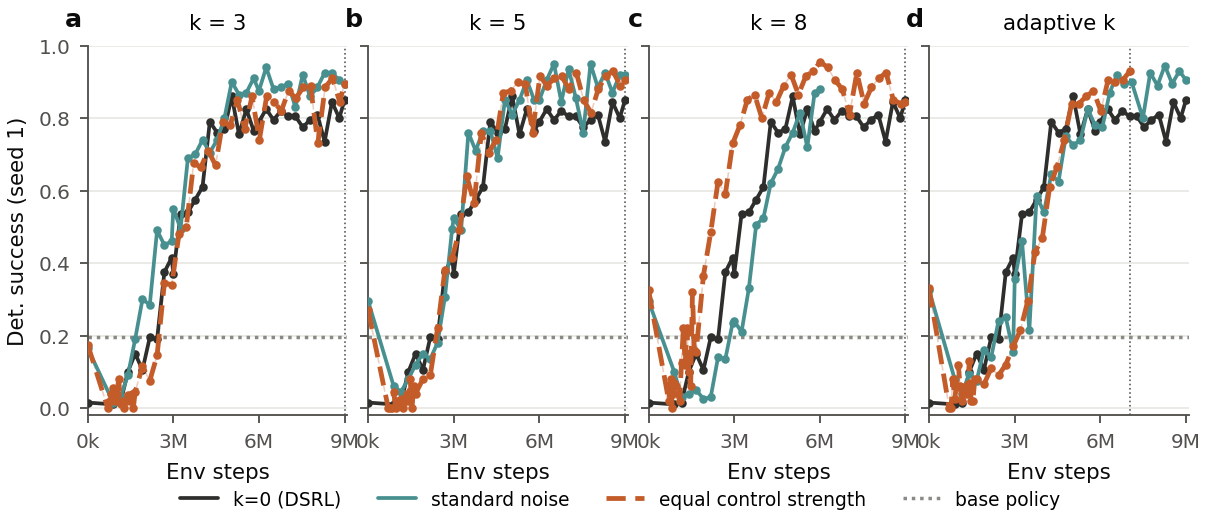 a k = 3 b k = 5 c k = 8 d adaptive k
Det. success (seed 1)
1.0
0.8
0.6
0.4
0.2
0.0
0k 3M 6M 9M 0k 3M 6M 9M 0k 3M 6M 9M 0k 3M 6M 9M
Env steps Env steps Env steps Env steps
k=0 (DSRL) standard noise equal control strength base policy